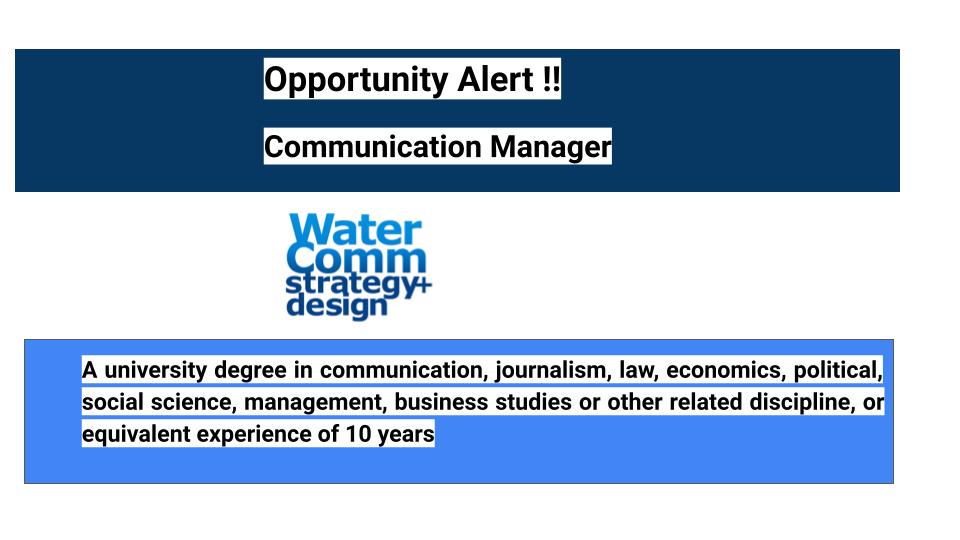 Opportunity Alert !!
Communication Manager
Water
Comm
strategy+
design
A university degree in communication, journalism, law, economics, political,
social science, management, business studies or other related discipline, or
equivalent experience of 10 years